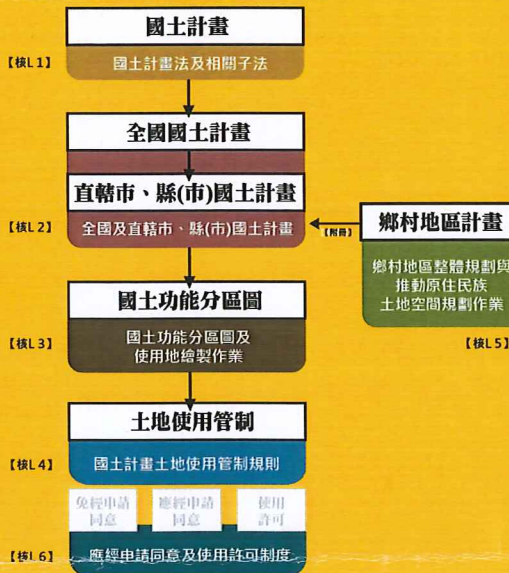 國土計畫
【核L1】
國土計畫法及相關子法
全國國土計畫
直轄市、縣(市)國土計畫
【核L2】
全國及直轄市、縣(市)國土計畫
【附冊】
鄉村地區計畫
鄉村地區整體規劃與
推動原住民族
土地空間規劃作業
【核L5】
國土功能分區圖
【核L3】
國土功能分區圖及
使用地繪製作業
土地使用管制
【核L4】
國土計畫土地使用管制規則
免經申請
同意
應經申請
同意
使用
許可
【核L6】
應經申請同意及使用許可制度